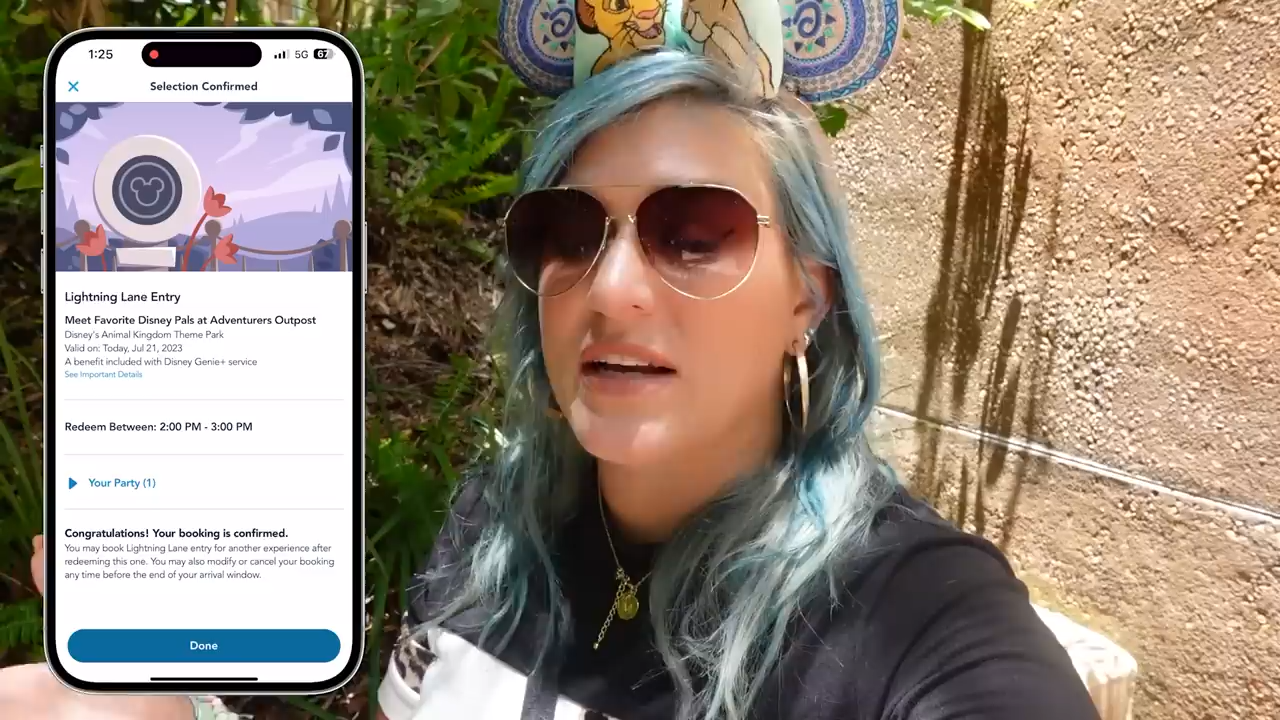 1:25
5G 67
Selection Confirmed
Lightning Lane Entry
Meet Favorite Disney Pals at Adventurers Outpost
Disney's Animal Kingdom Theme Park
Valid on: Today, Jul 21, 2023
A benefit included with Disney Genie+ service
See Important Details
Redeem Between: 2:00 PM - 3:00 PM
Your Party (1)
Congratulations! Your booking is confirmed.
You may book Lightning Lane entry for another experience after
redeeming this one. You may also modify or cancel your booking
any time before the end of your arrival window.
Done